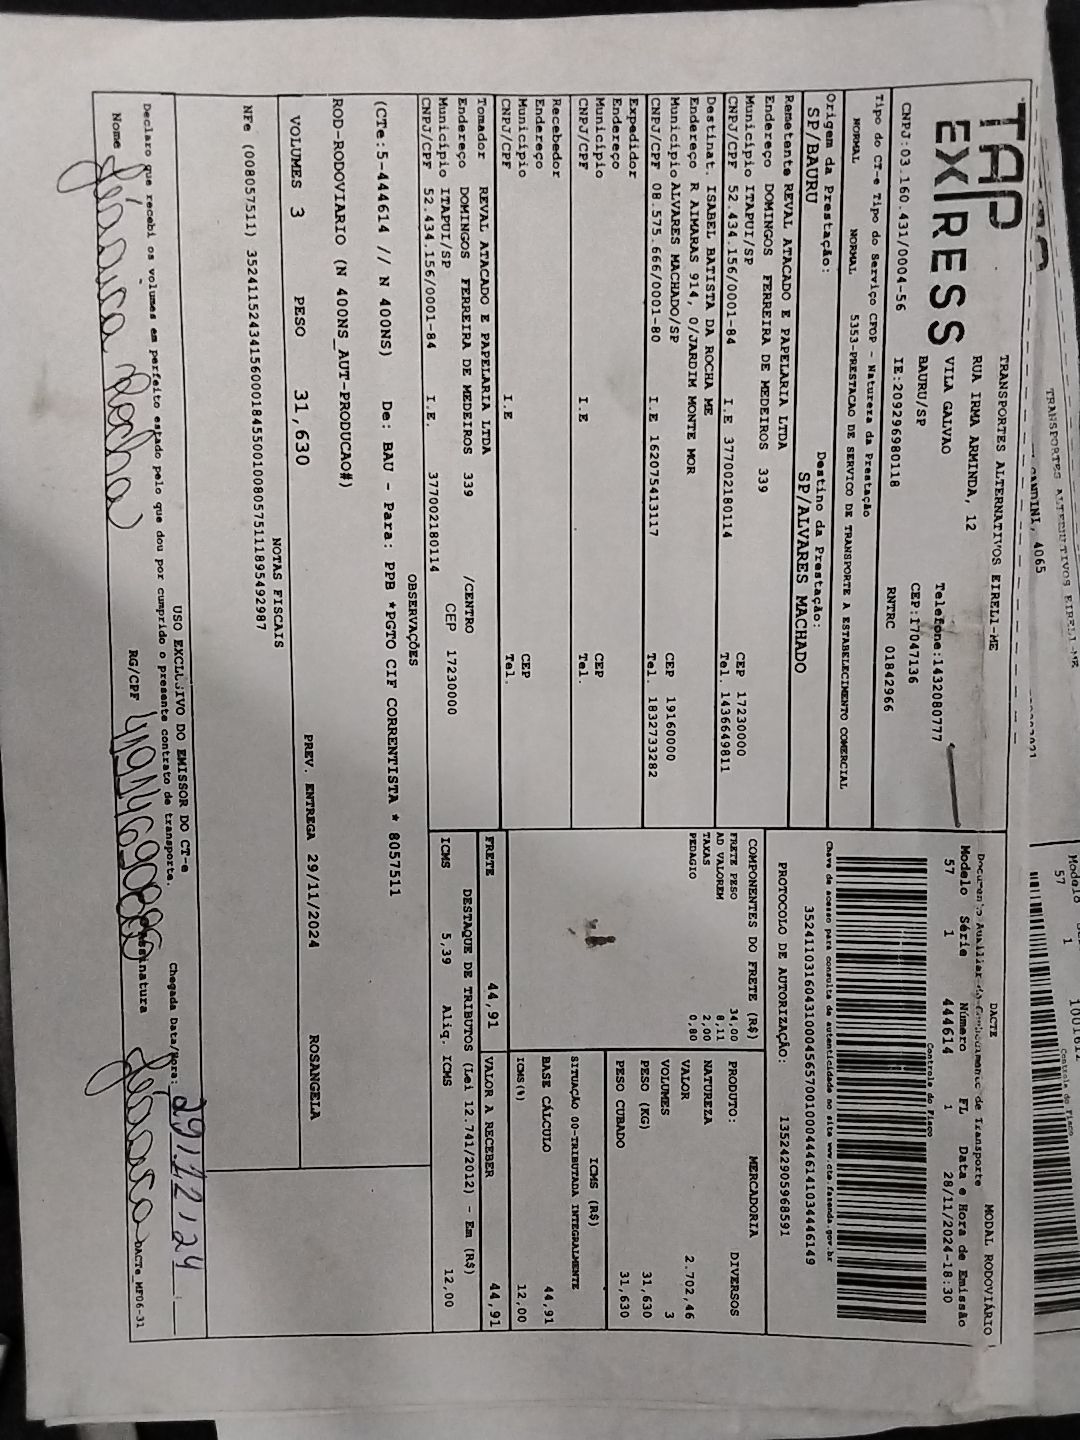 TRANSPORTES ALTERNATIVOS EIRELI-ME
4065
Modelo
57
1
Controle do Fisco
TAP
EXPRESS
TRANSPORTES ALTERNATIVOS EIRELI-ME
RUA IRMA ARMINDA, 12
VILA GALVAO
BAURU/SP
Telefone:1432080777
CEP:17047136
CNPJ:03.160.431/0004-56
IE:209296980118
RNTRC 01842966
Tipo do CT-e Tipo do Serviço CFOP - Natureza da Prestação
NORMAL NORMAL 5353-PRESTACAO DE SERVICO DE TRANSPORTE A ESTABELECIMENTO COMERCIAL
Origem da Prestação: Destino da Prestação:
SP/BAURU SP/ALVARES MACHADO
Remetente REVAL ATACADO E PAPELARIA LTDA
Endereço DOMINGOS FERREIRA DE MEDEIROS 339
Município ITAPUI/SP CEP 17230000
CNPJ/CPF 52.434.156/0001-84 I.E 377002180114 Tel. 1436649811
Destinat. ISABEL BATISTA DA ROCHA ME
Endereço R AIMARAS 914, 0/JARDIM MONTE MOR
Município ALVARES MACHADO/SP CEP 19160000
CNPJ/CPF 08.575.666/0001-80 I.E 162075413117 Tel. 1832733282
Expedidor
Endereço
Município CEP
CNPJ/CPF I.E Tel.
Recebedor
Endereço
Município CEP
CNPJ/CPF I.E Tel.
Tomador REVAL ATACADO E PAPELARIA LTDA
Endereço DOMINGOS FERREIRA DE MEDEIROS 339 /CENTRO
Município ITAPUI/SP CEP 17230000
CNPJ/CPF 52.434.156/0001-84 I.E. 377002180114
DACTE MODAL RODOVIÁRIO
Documento Auxiliar do Conhecimento de Transporte
Modelo Série Número FL Data e Hora de Emissão
57 1 444614 1 28/11/2024-18:30
Controle do Fisco
Chave de acesso para consulta de autenticidade no site www.cte.fazenda.gov.br
35241103160431000456570010004446141034446149
PROTOCOLO DE AUTORIZAÇÃO: 135242905968591
COMPONENTES DO FRETE (R$)
FRETE PESO 34,00
AD VALOREM 8,11
TAXAS 2,00
PEDAGIO 0,80
MERCADORIA
PRODUTO: DIVERSOS
NATUREZA
VALOR 2.702,46
VOLUMES 3
PESO (KG) 31,630
PESO CUBADO 31,630
ICMS (R$)
SITUAÇÃO 00-TRIBUTADA INTEGRALMENTE
BASE CÁLCULO 44,91
ICMS(%) 12,00
FRETE 44,91 VALOR A RECEBER 44,91
DESTAQUE DE TRIBUTOS (Lei 12.741/2012) - Em (R$)
ICMS 5,39 Aliq. ICMS 12,00
OBSERVAÇÕES
(CTe:5-444614 // N 400NS) De: BAU - Para: PPB *PGTO CIF CORRENTISTA * 8057511
ROD-RODOVIARIO (N 400NS_AUT-PRODUCAO#)
VOLUMES 3 PESO 31,630 PREV. ENTREGA 29/11/2024 ROSANGELA
NOTAS FISCAIS
NFe (008057511) 35241152434156000184550010080575111895492987
USO EXCLUSIVO DO EMISSOR DO CT-e
Declaro que recebi os volumes em perfeito estado pelo que dou por cumprido o presente contrato de transporte.
Chegada Data/Hora: 29/12/24
Nome Rocha RG/CPF Assinatura
DACTe_MF06-31